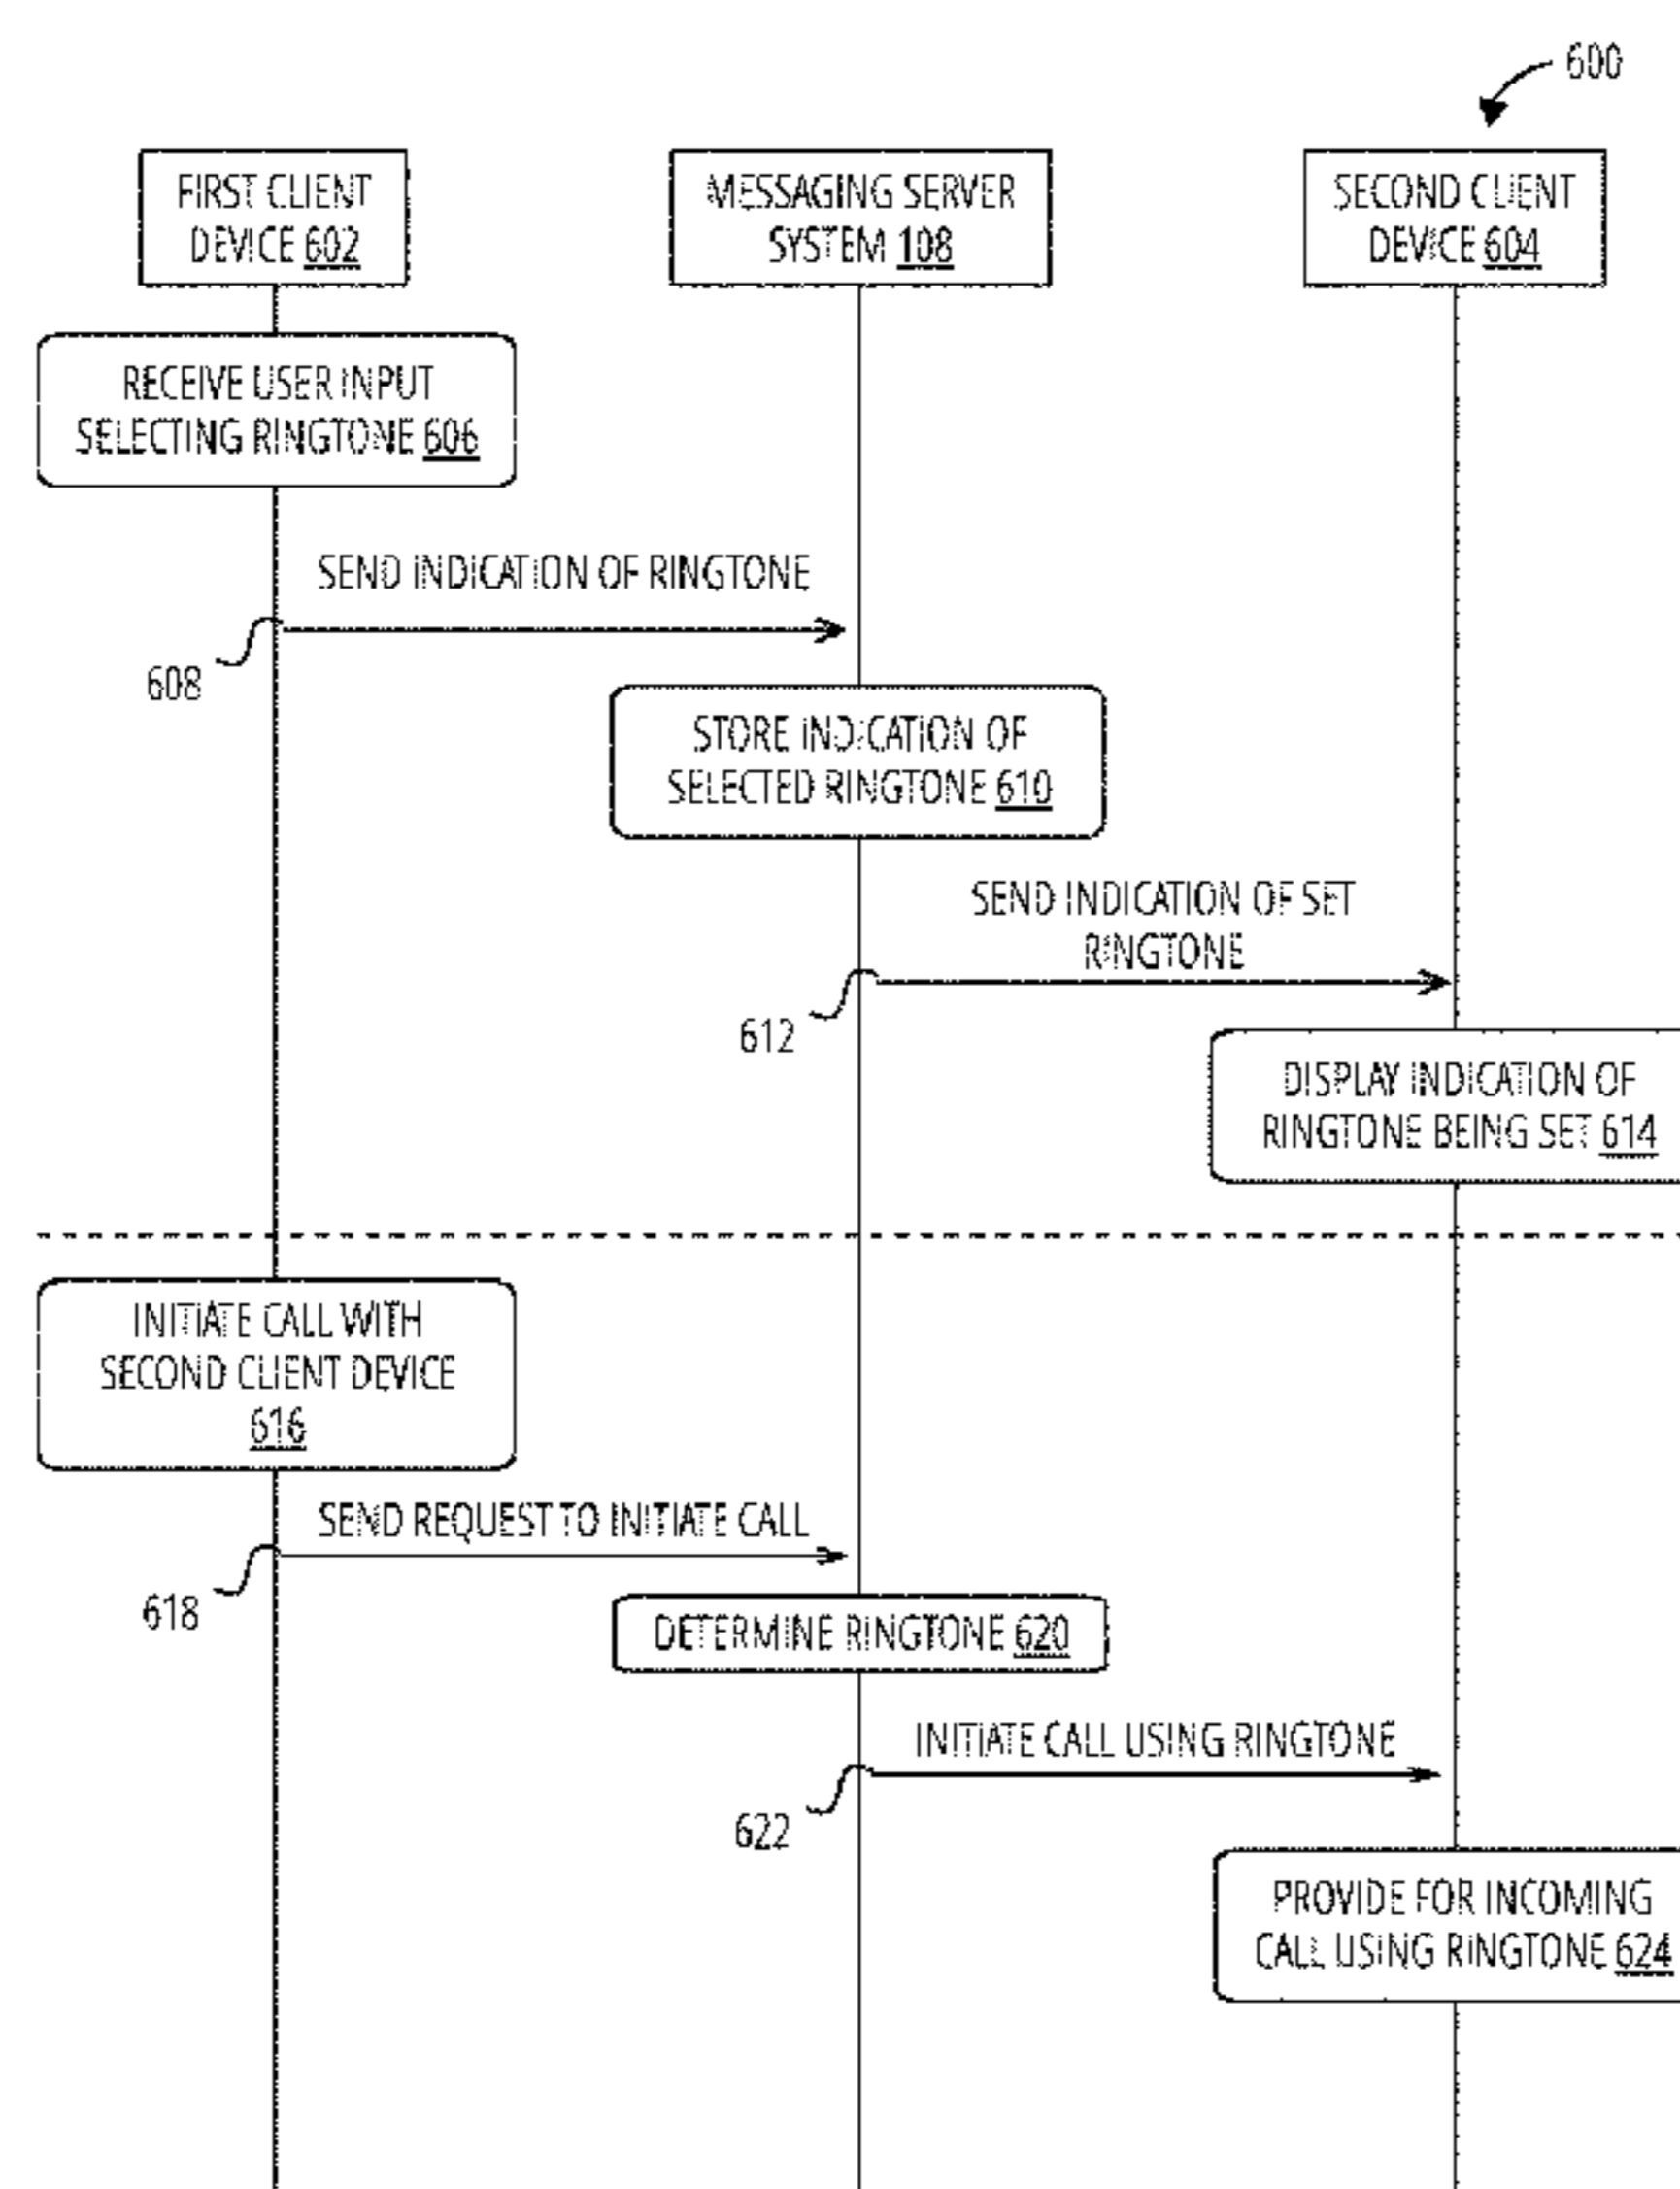 600
FIRST CLIENT
DEVICE 602
MESSAGING SERVER
SYSTEM 108
SECOND CLIENT
DEVICE 604
RECEIVE USER INPUT
SELECTING RINGTONE 606
SEND INDICATION OF RINGTONE
608
STORE INDICATION OF
SELECTED RINGTONE 610
SEND INDICATION OF SET
RINGTONE
612
DISPLAY INDICATION OF
RINGTONE BEING SET 614
INITIATE CALL WITH
SECOND CLIENT DEVICE
616
SEND REQUEST TO INITIATE CALL
618
DETERMINE RINGTONE 620
INITIATE CALL USING RINGTONE
622
PROVIDE FOR INCOMING
CALL USING RINGTONE 624